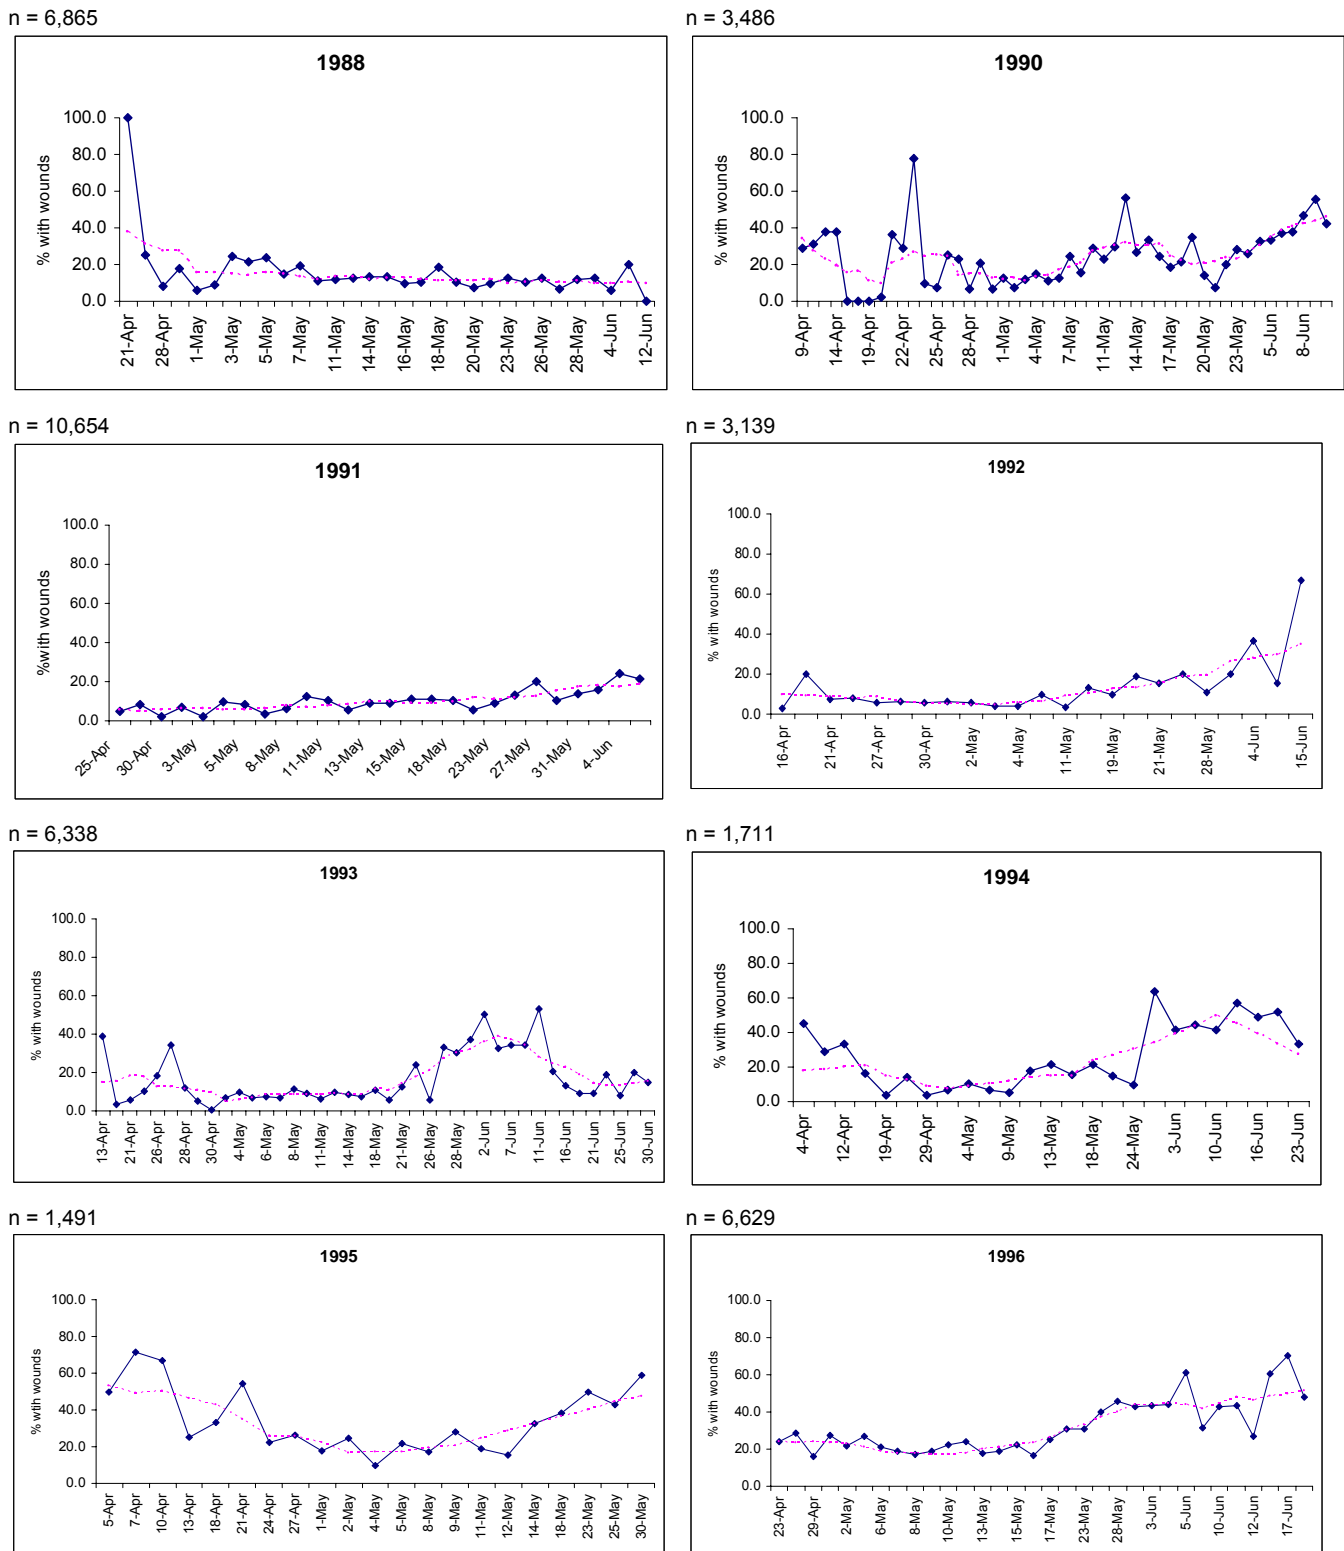 n = 6,865
1988
% with wounds
100.0
80.0
60.0
40.0
20.0
0.0
21-Apr 28-Apr 1-May 3-May 5-May 7-May 11-May 14-May 16-May 18-May 20-May 23-May 26-May 28-May 4-Jun 12-Jun
n = 3,486
1990
% with wounds
100.0
80.0
60.0
40.0
20.0
0.0
9-Apr 14-Apr 19-Apr 22-Apr 25-Apr 28-Apr 1-May 4-May 7-May 11-May 14-May 17-May 20-May 23-May 5-Jun 8-Jun
n = 10,654
1991
%with wounds
100.0
80.0
60.0
40.0
20.0
0.0
25-Apr 30-Apr 3-May 5-May 8-May 11-May 13-May 15-May 18-May 23-May 27-May 31-May 4-Jun
n = 3,139
1992
% with wounds
100.0
80.0
60.0
40.0
20.0
0.0
16-Apr 21-Apr 27-Apr 30-Apr 2-May 4-May 11-May 19-May 21-May 28-May 4-Jun 15-Jun
n = 6,338
1993
% with wounds
100.0
80.0
60.0
40.0
20.0
0.0
13-Apr 21-Apr 26-Apr 28-Apr 30-Apr 4-May 6-May 8-May 11-May 14-May 18-May 21-May 26-May 28-May 2-Jun 7-Jun 11-Jun 16-Jun 21-Jun 25-Jun 30-Jun
n = 1,711
1994
% with wounds
100.0
80.0
60.0
40.0
20.0
0.0
4-Apr 12-Apr 19-Apr 29-Apr 4-May 9-May 13-May 18-May 24-May 3-Jun 10-Jun 16-Jun 23-Jun
n = 1,491
1995
% with wounds
100.0
80.0
60.0
40.0
20.0
0.0
5-Apr 7-Apr 10-Apr 13-Apr 18-Apr 21-Apr 24-Apr 27-Apr 1-May 2-May 4-May 5-May 8-May 9-May 11-May 12-May 14-May 18-May 23-May 25-May 30-May
n = 6,629
1996
% with wounds
100.0
80.0
60.0
40.0
20.0
0.0
23-Apr 29-Apr 2-May 6-May 8-May 10-May 13-May 15-May 17-May 23-May 28-May 3-Jun 5-Jun 10-Jun 12-Jun 17-Jun